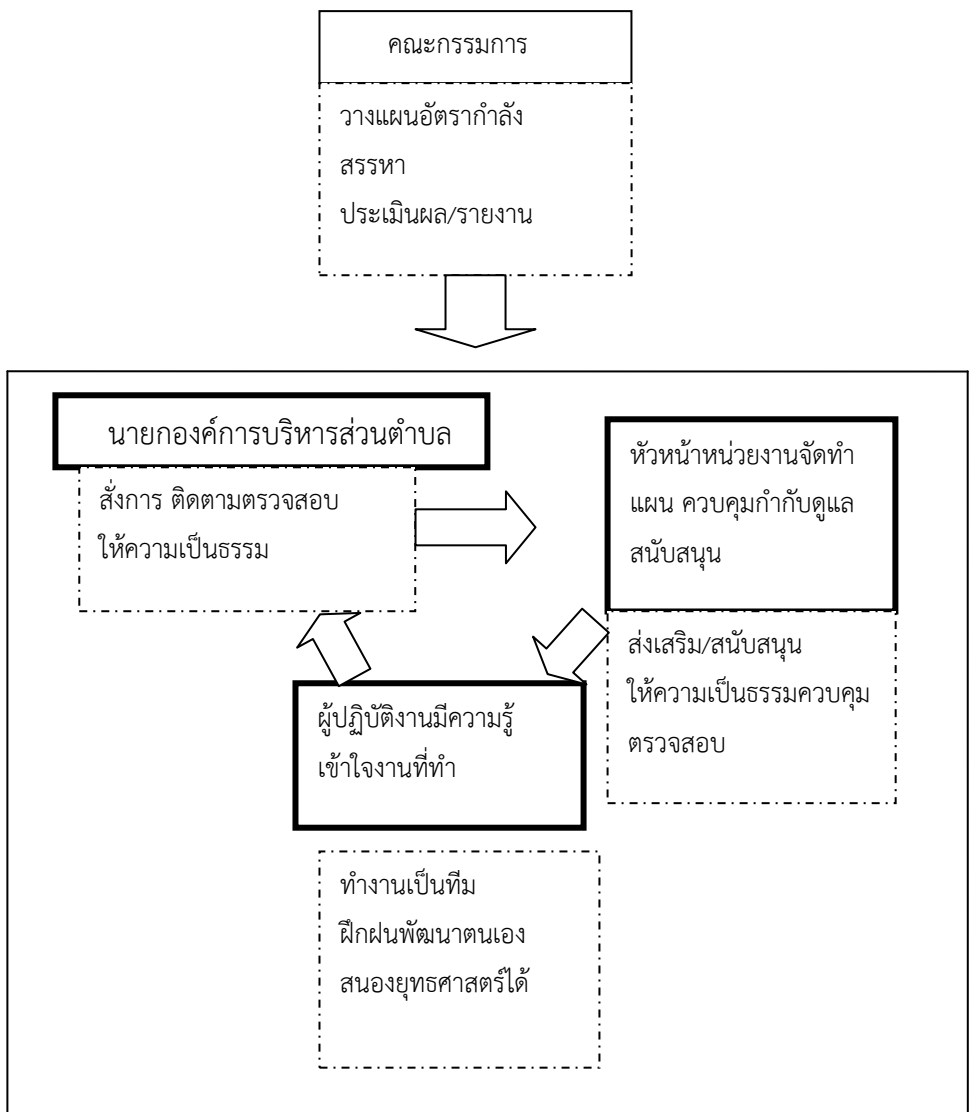 คณะกรรมการ
วางแผนอัตรากำลัง
สรรหา
ประเมินผล/รายงาน
นายกองค์การบริหารส่วนตำบล
สั่งการ ติดตามตรวจสอบ
ให้ความเป็นธรรม
หัวหน้าหน่วยงานจัดทำ
แผน ควบคุมกำกับดูแล
สนับสนุน
ส่งเสริม/สนับสนุน
ให้ความเป็นธรรมควบคุม
ตรวจสอบ
ผู้ปฏิบัติงานมีความรู้
เข้าใจงานที่ทำ
ทำงานเป็นทีม
ฝึกฝนพัฒนาตนเอง
สนองยุทธศาสตร์ได้